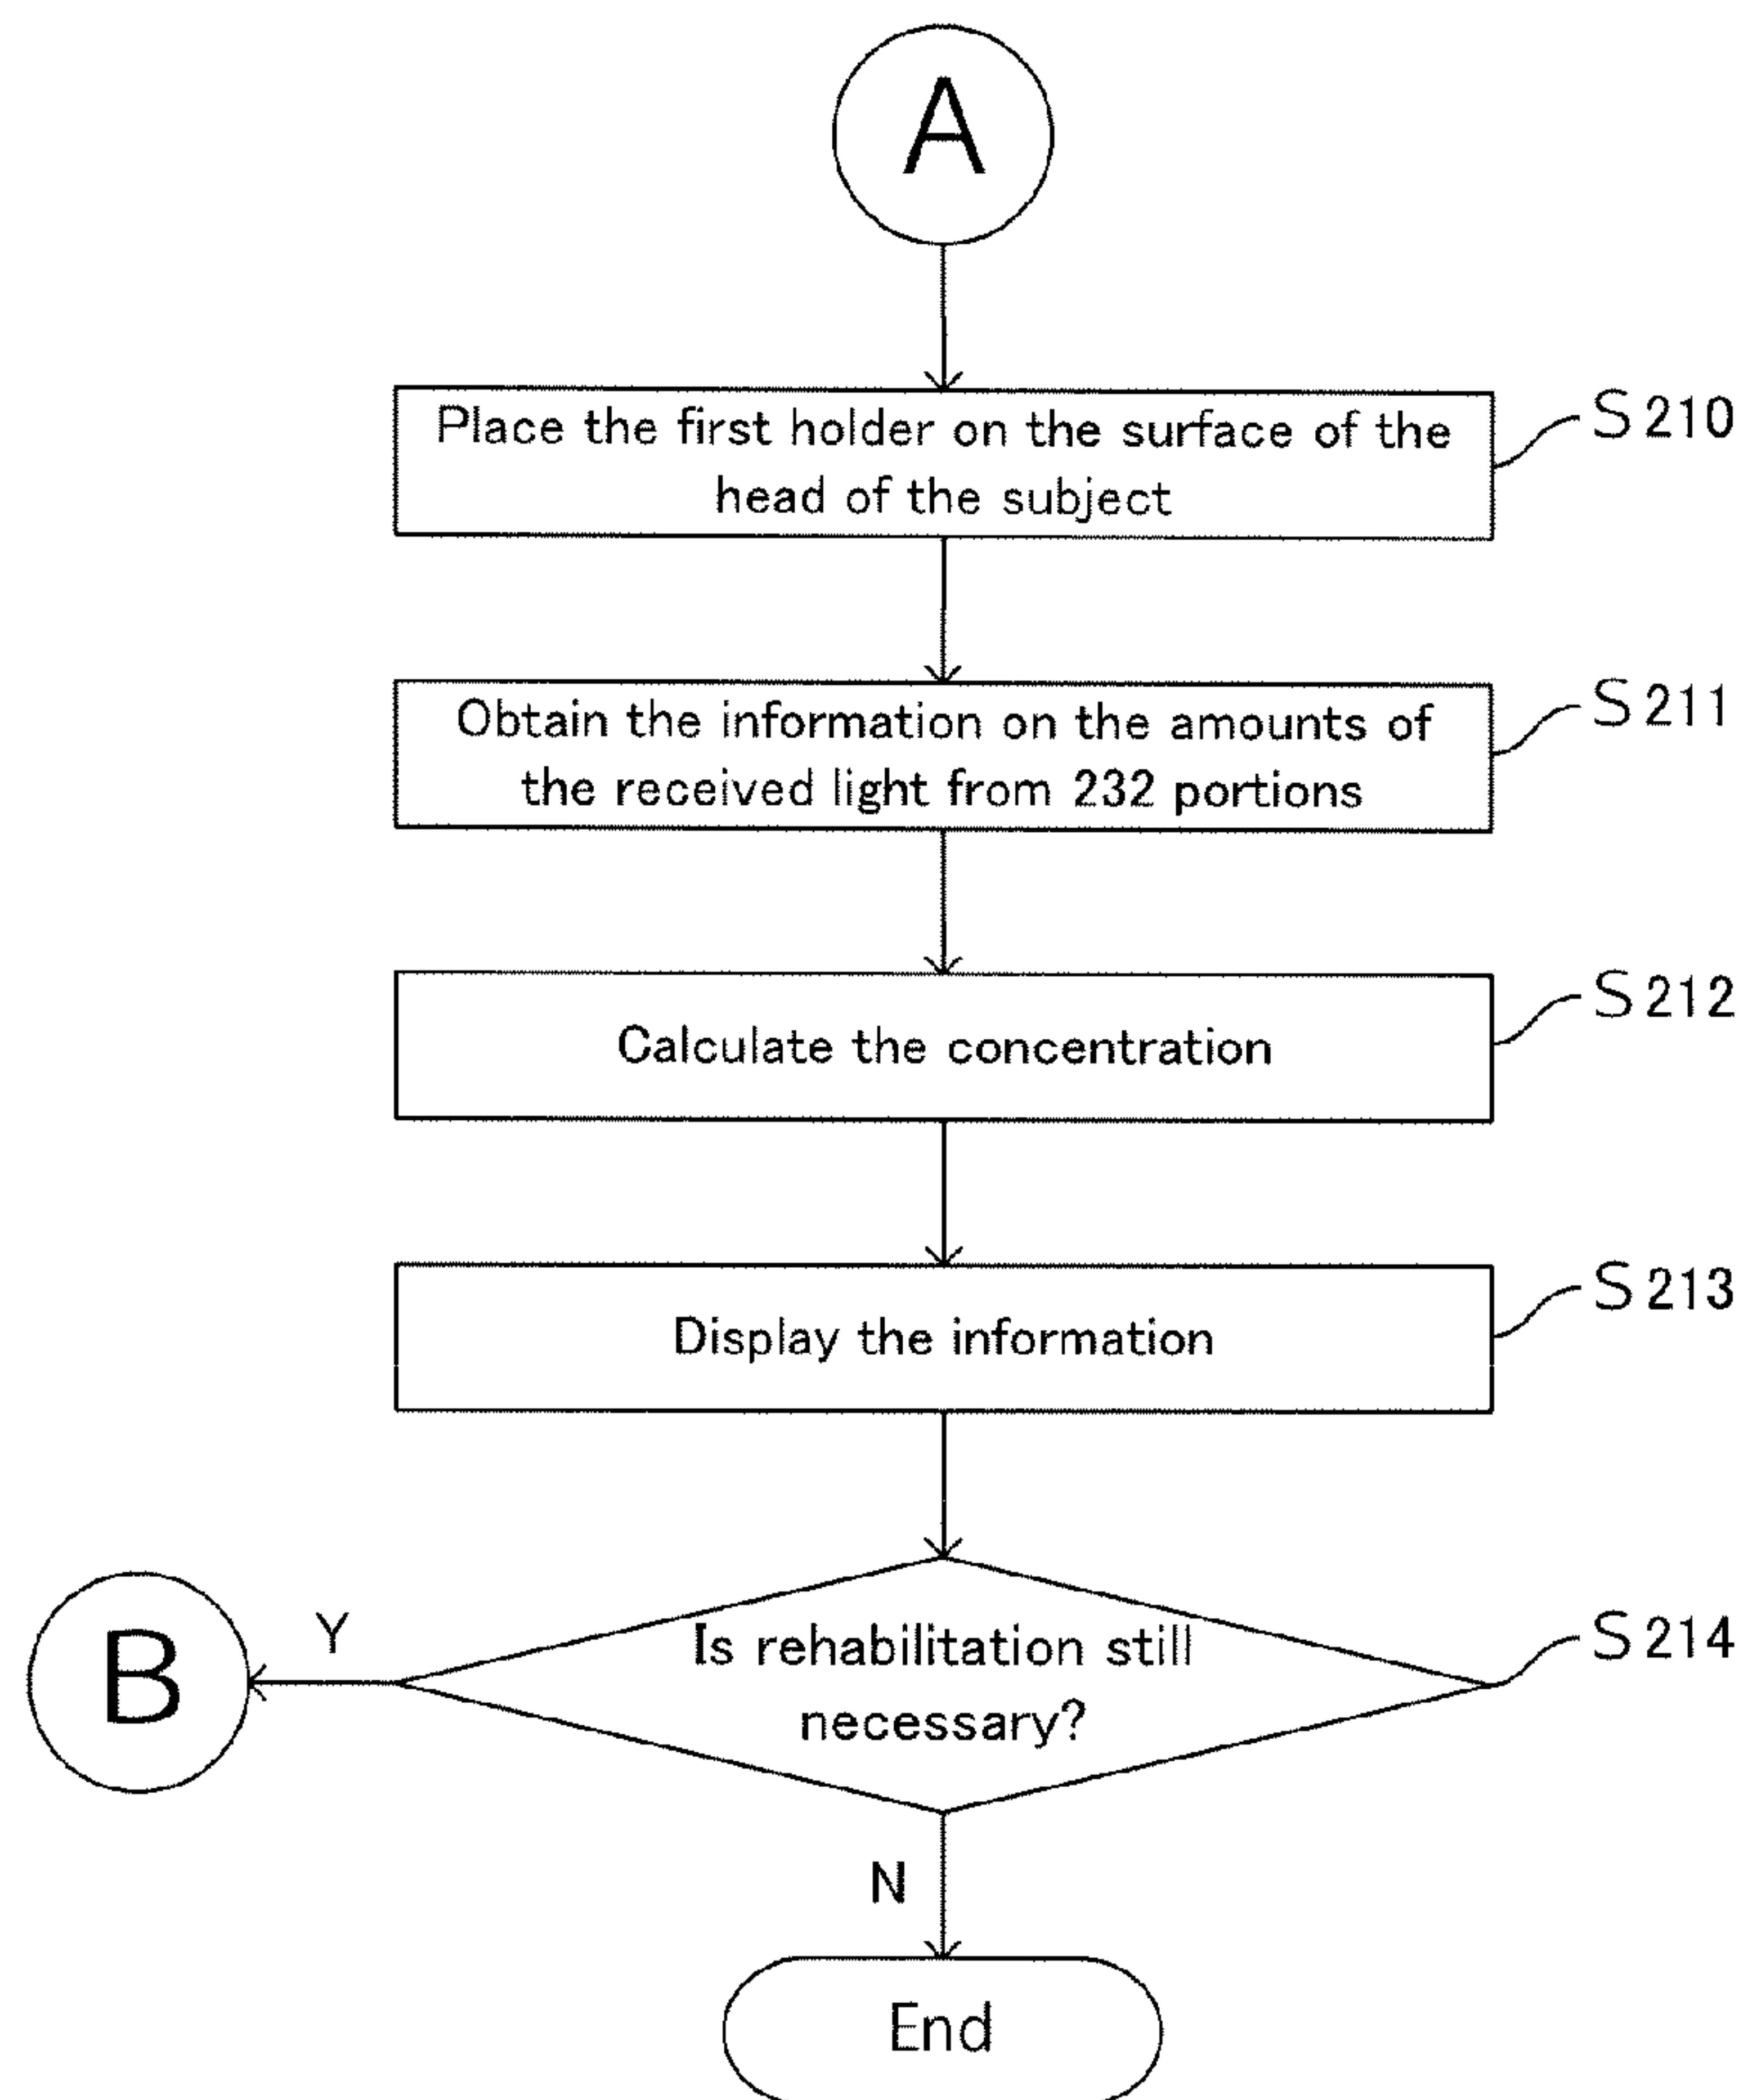 A
Place the first holder on the surface of the
head of the subject
S210
Obtain the information on the amounts of
the received light from 232 portions
S211
Calculate the concentration
S212
Display the information
S213
Is rehabilitation still
necessary?
S214
Y
B
N
End